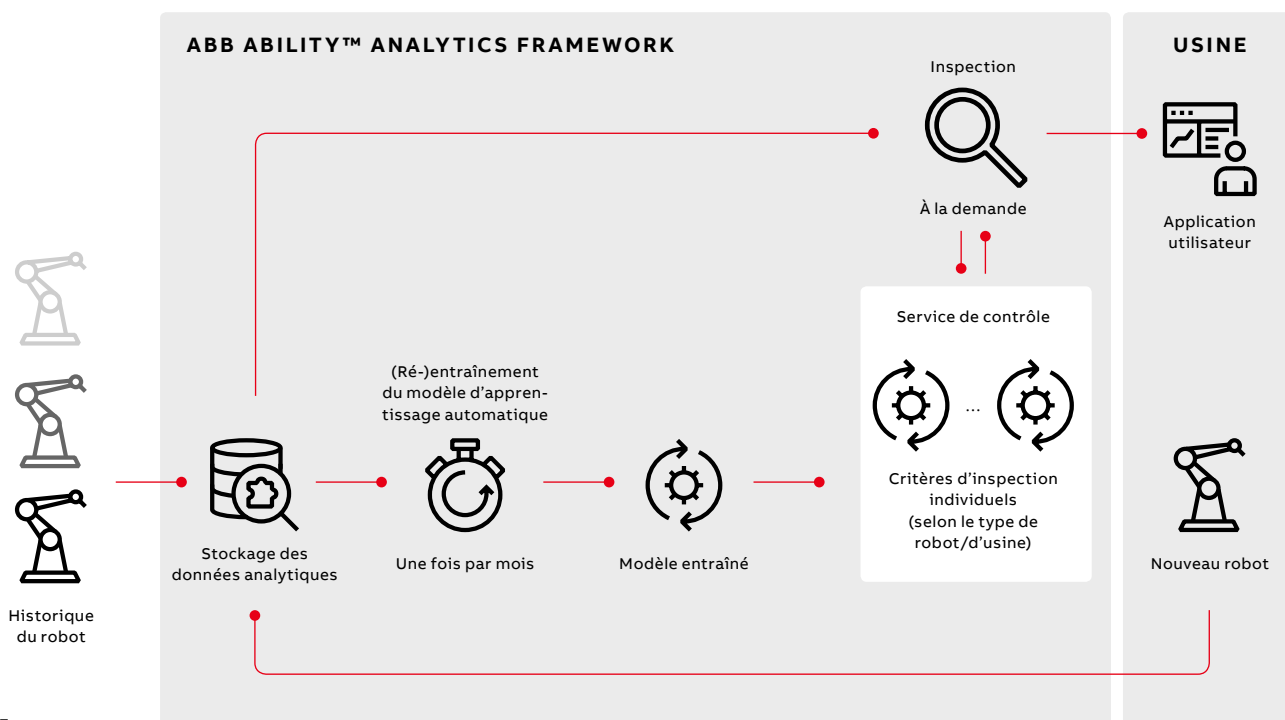 ABB ABILITY™ ANALYTICS FRAMEWORK
USINE
Inspection
À la demande
Application
utilisateur
Service de contrôle
...
Critères d'inspection
individuels
(selon le type de
robot/d'usine)
(Ré-)entraînement
du modèle d'appren-
tissage automatique
Historique
du robot
Stockage des
données analytiques
Une fois par mois
Modèle entraîné
Nouveau robot